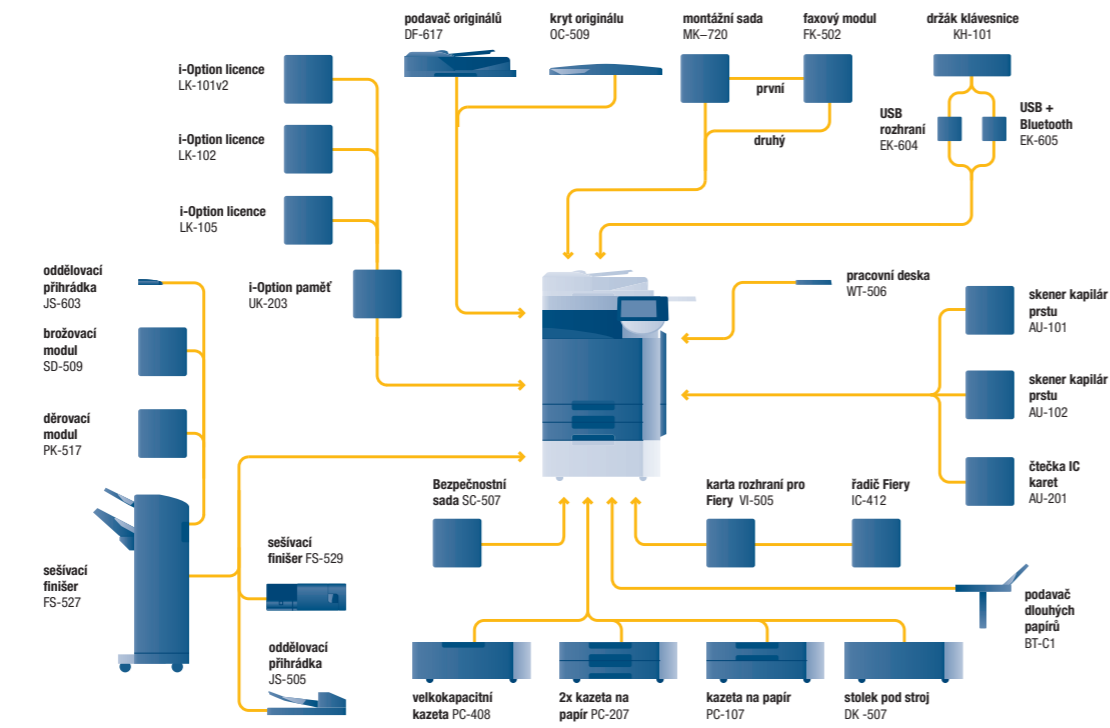 podavač originálů
DF-617
kryt originálu
OC-509
montážní sada
MK–720
faxový modul
FK-502
držák klávesnice
KH-101
i-Option licence
LK-101v2
první
USB
rozhraní
EK-604
USB +
Bluetooth
EK-605
druhý
i-Option licence
LK-102
i-Option licence
LK-105
oddělovací
přihrádka
JS-603
i-Option paměť
UK-203
pracovní deska
WT-506
skener kapilár
prstu
AU-101
brožovací
modul
SD-509
skener kapilár
prstu
AU-102
děrovací
modul
PK-517
čtečka IC
karet
AU-201
Bezpečnostní
sada SC-507
karta rozhraní pro
Fiery VI-505
řadič Fiery
IC-412
sešívací
finišer FS-529
sešívací
finišer
FS-527
podavač
dlouhých
papírů
BT-C1
oddělovací
přihrádka
JS-505
velkokapacitní
kazeta PC-408
2x kazeta na
papír PC-207
kazeta na papír
PC-107
stolek pod stroj
DK -507